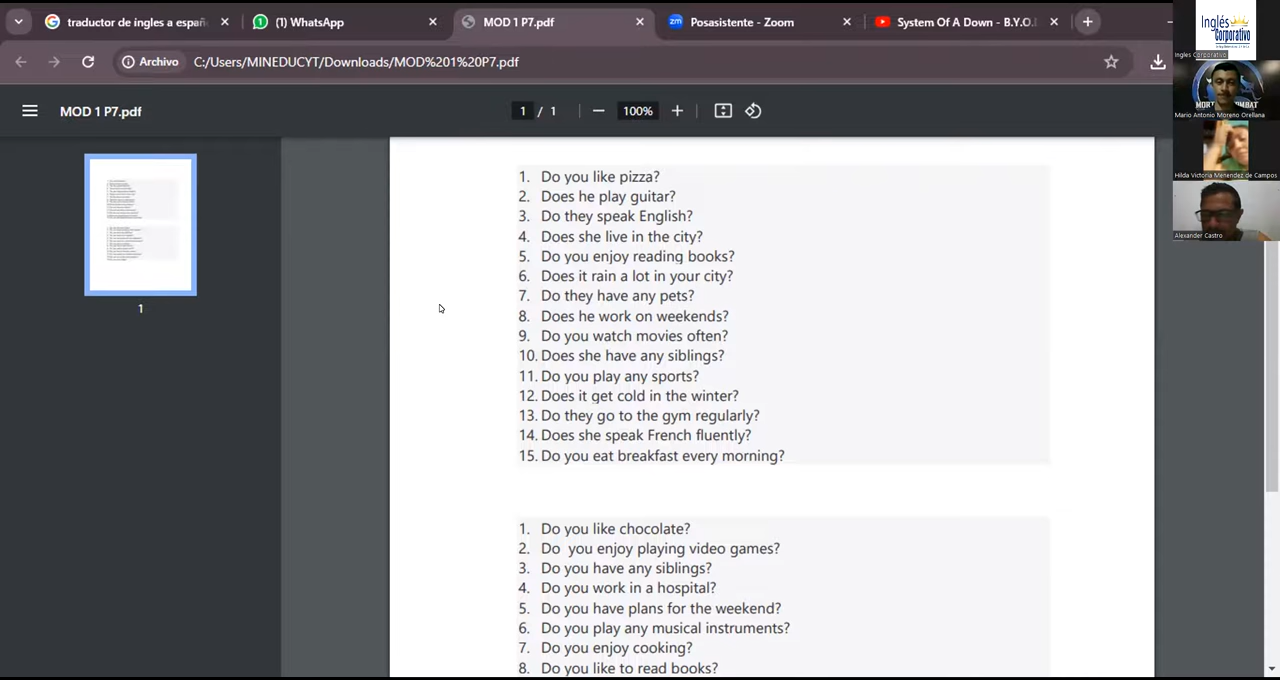 traductor de ingles a españ
(1) WhatsApp
MOD 1 P7.pdf
Posasistente - Zoom
System Of A Down - B.Y.O.
Archivo
C:/Users/MINEDUCYT/Downloads/MOD%201%20P7.pdf
MOD 1 P7.pdf
1 / 1
100%
Inglés
Corporativo
Ingles Corporativo
Mario Antonio Moreno Orellana
Hilda Victoria Menendez de Campos
Alexander Castro
1
1. Do you like pizza?
2. Does he play guitar?
3. Do they speak English?
4. Does she live in the city?
5. Do you enjoy reading books?
6. Does it rain a lot in your city?
7. Do they have any pets?
8. Does he work on weekends?
9. Do you watch movies often?
10. Does she have any siblings?
11. Do you play any sports?
12. Does it get cold in the winter?
13. Do they go to the gym regularly?
14. Does she speak French fluently?
15. Do you eat breakfast every morning?
1. Do you like chocolate?
2. Do you enjoy playing video games?
3. Do you have any siblings?
4. Do you work in a hospital?
5. Do you have plans for the weekend?
6. Do you play any musical instruments?
7. Do you enjoy cooking?
8. Do you like to read books?